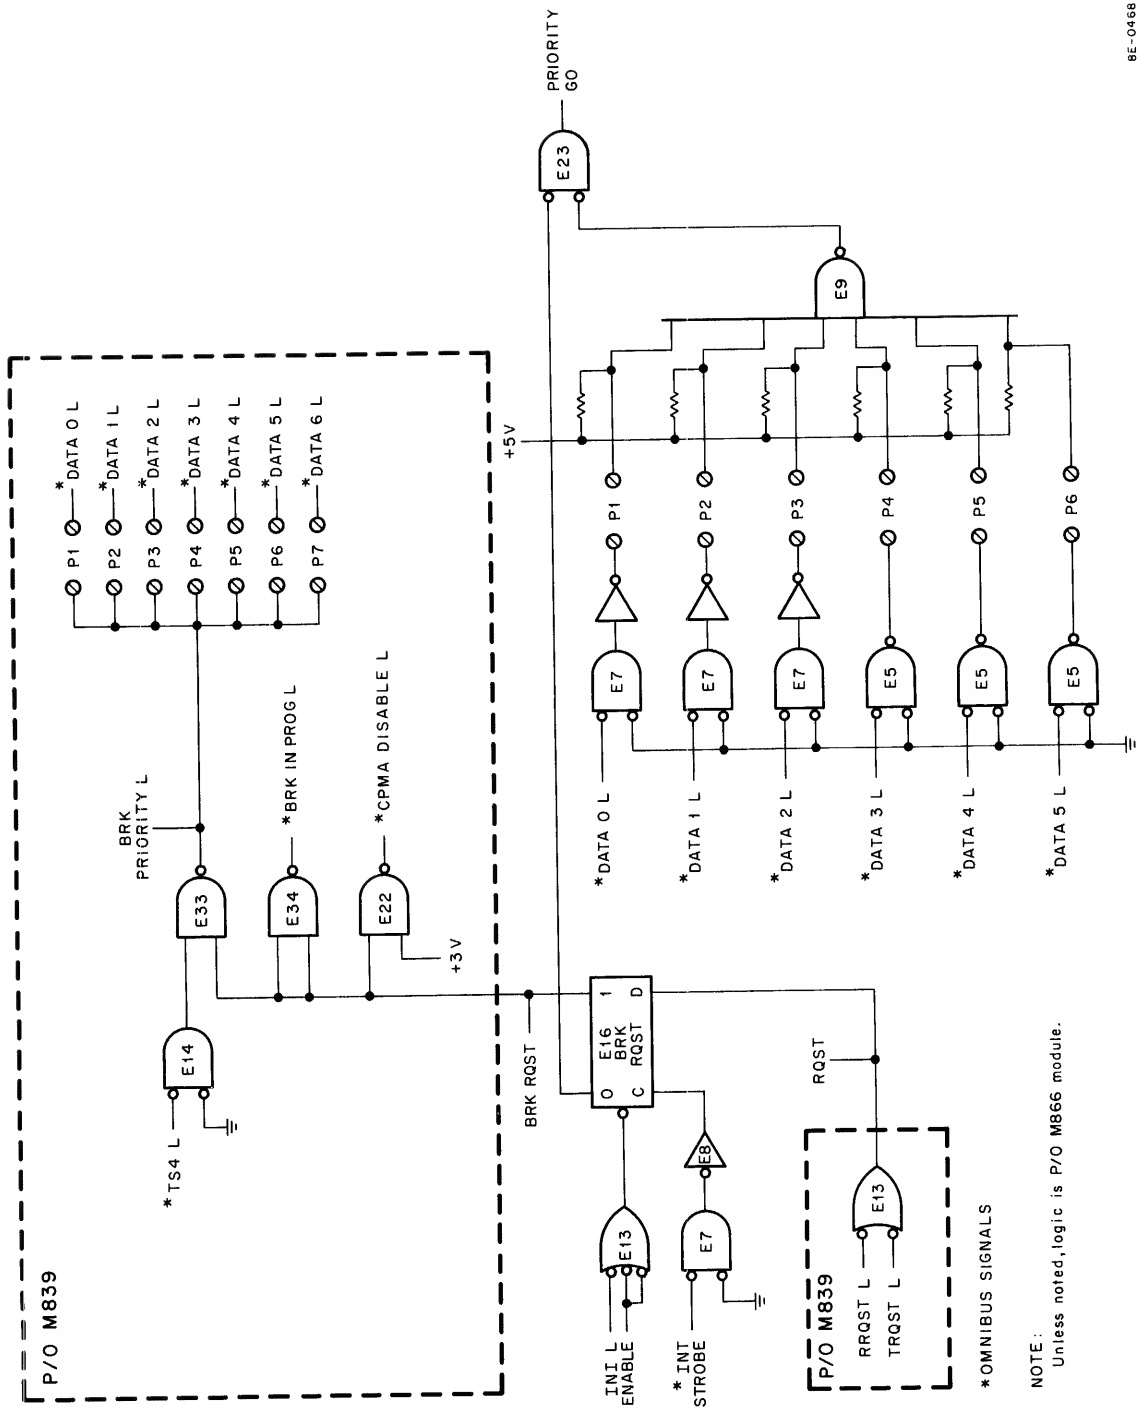 P/O M839
*TS4 L
E14
E33
BRK
PRIORITY L
P1
*DATA 0 L
P2
*DATA 1 L
P3
*DATA 2 L
P4
*DATA 3 L
P5
*DATA 4 L
P6
*DATA 5 L
P7
*DATA 6 L
E34
*BRK IN PROG L
E22
*CPMA DISABLE L
+3V
BRK RQST
INI L
ENABLE
E13
* INT
STROBE
E7
E8
0
1
E16
BRK
RQST
C
D
RQST
P/O M839
RRQST L
TRQST L
E13
E23
PRIORITY
GO
+5V
E9
*DATA 0 L
E7
P1
*DATA 1 L
E7
P2
*DATA 2 L
E7
P3
*DATA 3 L
E5
P4
*DATA 4 L
E5
P5
*DATA 5 L
E5
P6
*OMNIBUS SIGNALS
NOTE:
Unless noted, logic is P/O M866 module.
8E-0468